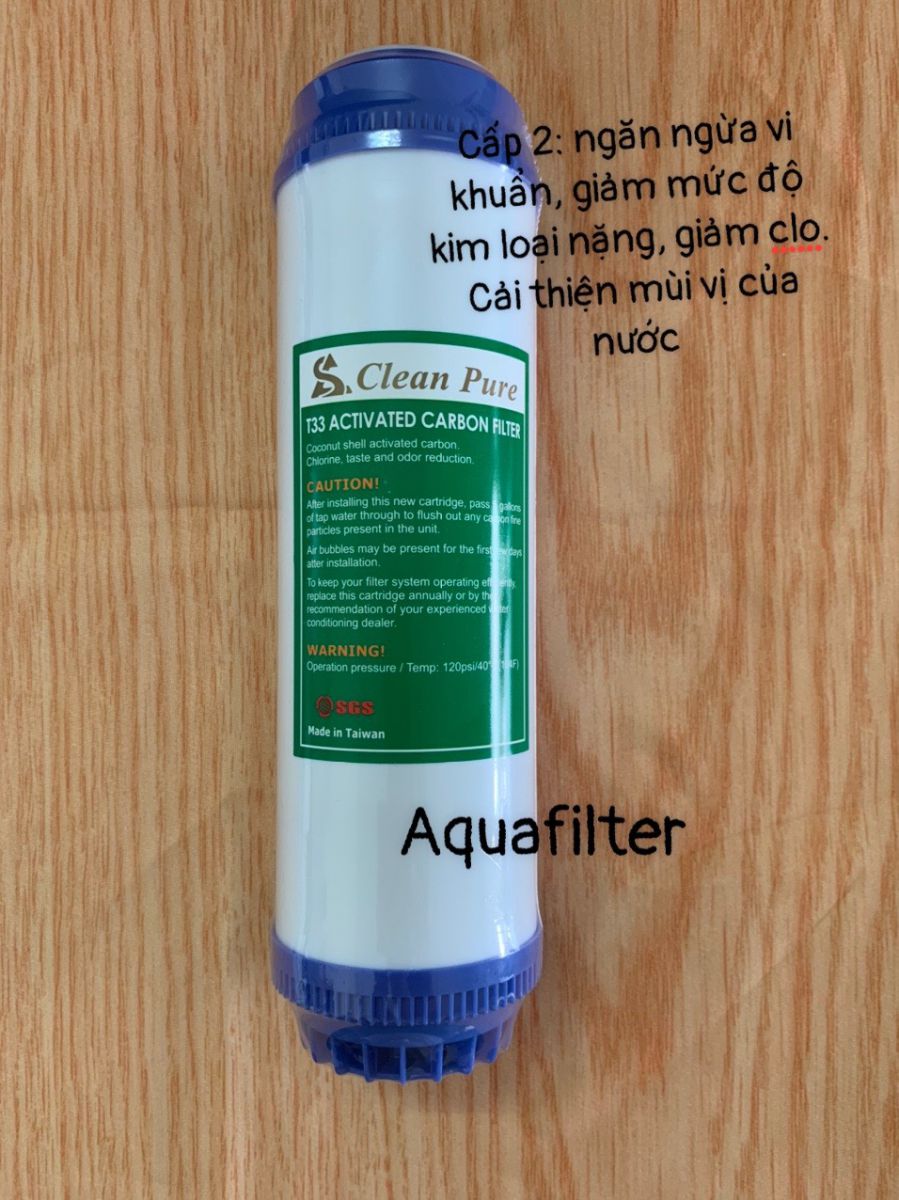 Cấp 2: ngăn ngừa vi
khuẩn, giảm mức độ
kim loại nặng, giảm clo.
Cải thiện mùi vị của
nước
S. Clean Pure
T33 ACTIVATED CARBON FILTER
Coconut shell activated carbon.
Chlorine, taste and odor reduction.
CAUTION!
After installing this new cartridge, pass gallons
of tap water through to flush out any carbon fine
particles present in the unit.
Air bubbles may be present for the first few days
after installation.
To keep your filter system operating efficiently,
replace this cartridge annually or by the
recommendation of your experienced water
conditioning dealer.
WARNING!
Operation pressure / Temp: 120psi/40°
SGS
Made in Taiwan
Aquafilter